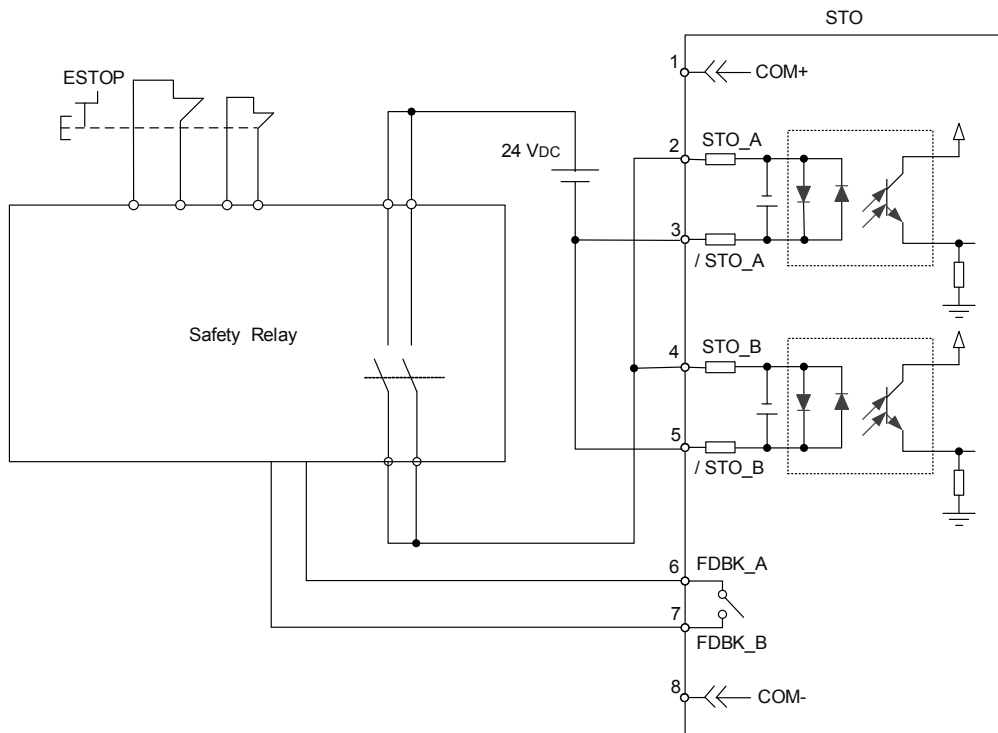 STO
ESTOP
1
COM+
24 VDC
2
STO_A
3
/ STO_A
Safety Relay
4
STO_B
5
/ STO_B
6
FDBK_A
7
FDBK_B
8
COM-